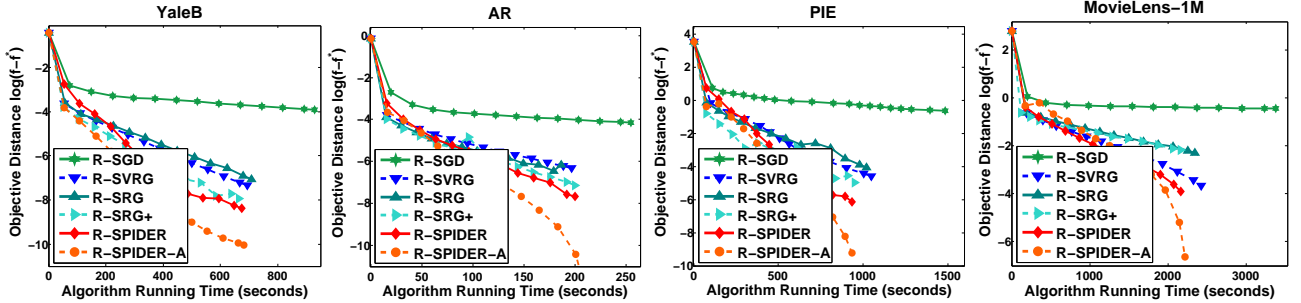 YaleB
Objective Distance log(f−f*)
−2
−4
−6
−8
−10
0
200
400
600
800
Algorithm Running Time (seconds)
R−SGD
R−SVRG
R−SRG
R−SRG+
R−SPIDER
R−SPIDER−A
AR
Objective Distance log(f−f*)
0
−2
−4
−6
−8
−10
0
50
100
150
200
250
Algorithm Running Time (seconds)
R−SGD
R−SVRG
R−SRG
R−SRG+
R−SPIDER
R−SPIDER−A
PIE
Objective Distance log(f−f*)
4
2
0
−2
−4
−6
−8
−10
0
500
1000
1500
Algorithm Running Time (seconds)
R−SGD
R−SVRG
R−SRG
R−SRG+
R−SPIDER
R−SPIDER−A
MovieLens−1M
Objective Distance log(f−f*)
2
0
−2
−4
−6
0
1000
2000
3000
Algorithm Running Time (seconds)
R−SGD
R−SVRG
R−SRG
R−SRG+
R−SPIDER
R−SPIDER−A